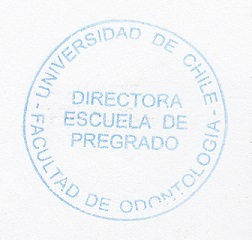 UNIVERSIDAD DE CHILE
DIRECTORA
ESCUELA DE
PREGRADO
- FACULTAD DE ODONTOLOGIA -